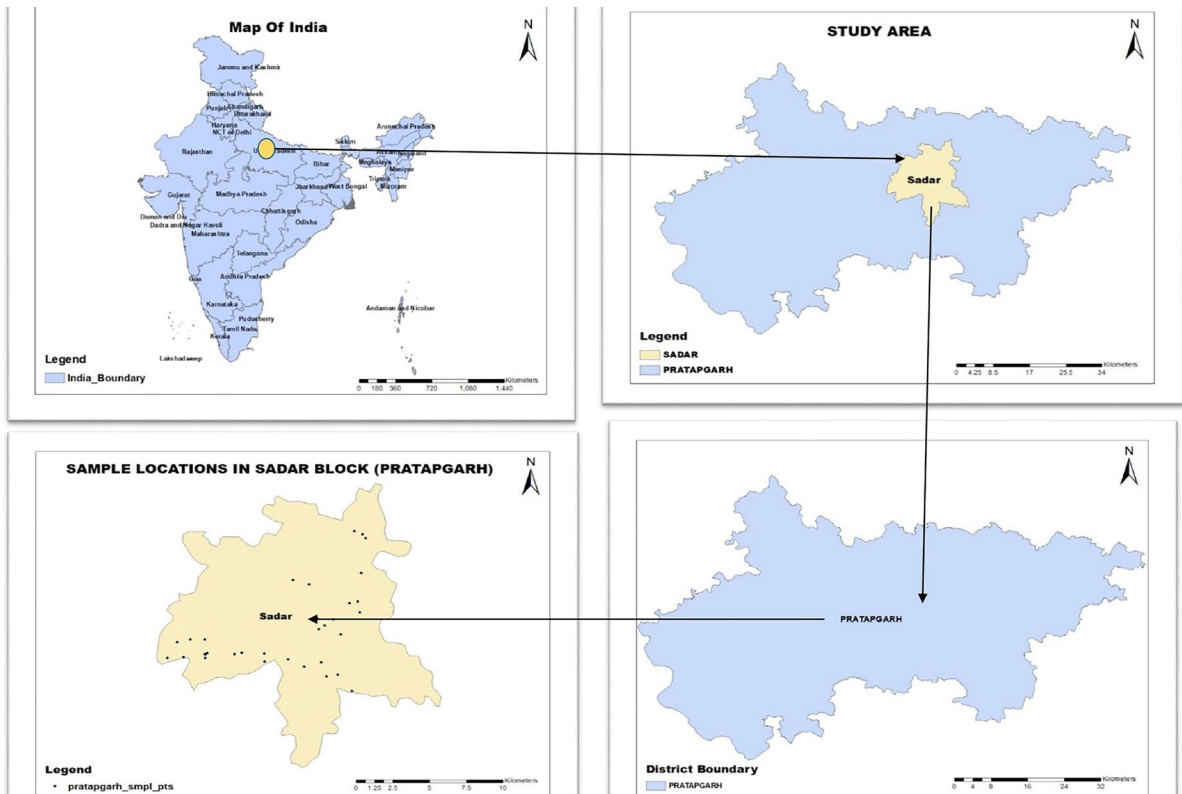 Map Of India
N
Jammu and Kashmir
Himachal Pradesh
Punjab
Chandigarh
Uttarakhand
Haryana
NCT of Delhi
Rajasthan
Sikkim
Arunachal Pradesh
Bihar
Meghalaya
Manipur
Tripura
Mizoram
Gujarat
Madhya Pradesh
Jharkhand
West Bengal
Chhattisgarh
Daman and Diu
Dadra and Nagar Haveli
Odisha
Maharashtra
Telangana
Goa
Andhra Pradesh
Karnataka
Andaman and Nicobar
Puducherry
Tamil Nadu
Kerala
Lakshadweep
Legend
India_Boundary
Kilometers
0 180 360 720 1,080 1,440
STUDY AREA
N
Sadar
Legend
SADAR
PRATAPGARH
Kilometers
0 4.25 8.5 17 25.5 34
SAMPLE LOCATIONS IN SADAR BLOCK (PRATAPGARH)
N
Sadar
Legend
pratapgarh_smpl_pts
Kilometers
0 1.25 2.5 5 7.5 10
N
PRATAPGARH
District Boundary
PRATAPGARH
Kilometers
0 4 8 16 24 32